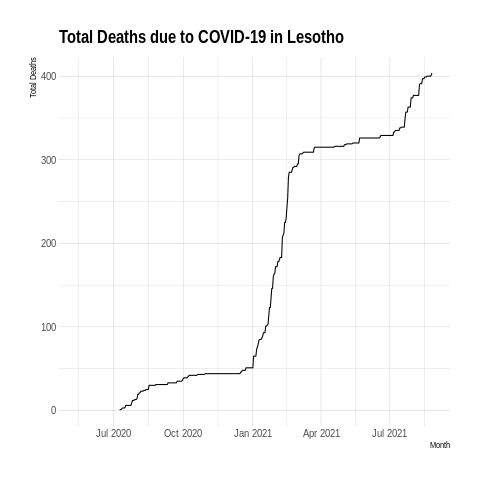 Total Deaths due to COVID-19 in Lesotho
Total Deaths
400
300
200
100
0
Jul 2020 Oct 2020 Jan 2021 Apr 2021 Jul 2021
Month